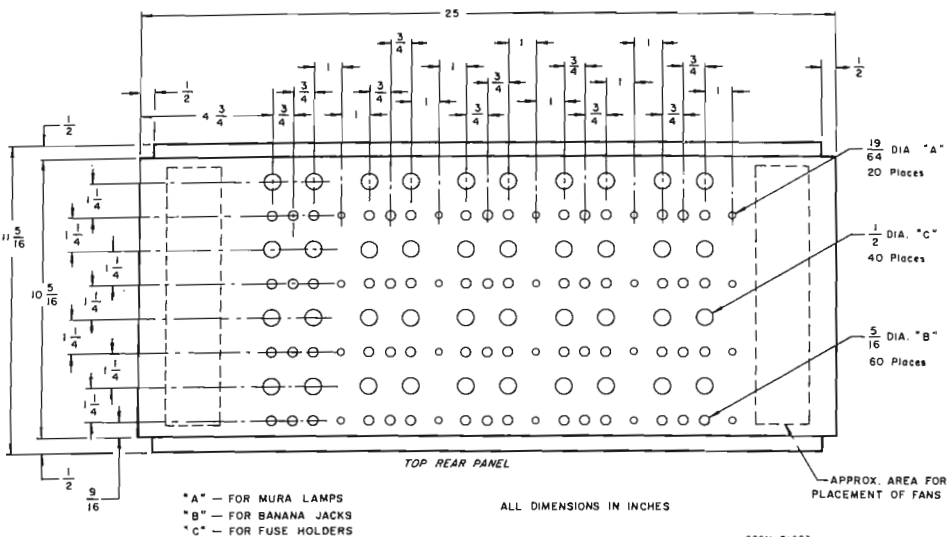 25
3/4 1 1 3/4
1 3/4 1 3/4 3/4 1 3/4 1/2
1/2 3/4 3/4 1 1 3/4 1 3/4 1 3/4 1
4 3/4
1/2
19/64 DIA "A"
20 Places
1 1/4
1 1/4
11 5/16
1 1/4
1/2 DIA. "C"
40 Places
10 5/16
1 1/4
1 1/4
5/16 DIA. "B"
60 Places
1 1/4
1 1/4
1/2
9/16
TOP REAR PANEL
APPROX. AREA FOR
PLACEMENT OF FANS
"A" — FOR MURA LAMPS
"B" — FOR BANANA JACKS
"C" — FOR FUSE HOLDERS
ALL DIMENSIONS IN INCHES